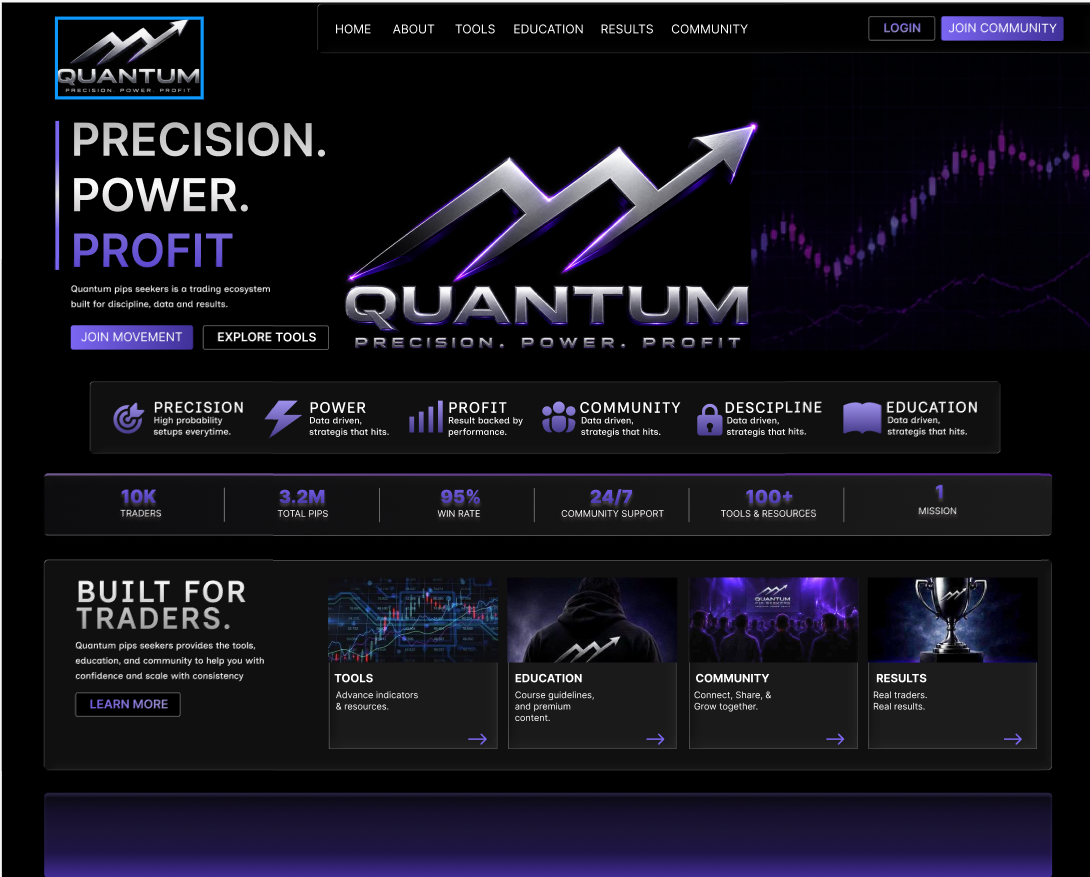 QUANTUM
PRECISION. POWER. PROFIT
HOME ABOUT TOOLS EDUCATION RESULTS COMMUNITY
LOGIN JOIN COMMUNITY
PRECISION.
POWER.
PROFIT
Quantum pips seekers is a trading ecosystem
built for discipline, data and results.
JOIN MOVEMENT EXPLORE TOOLS
QUANTUM
PRECISION. POWER. PROFIT
PRECISION
High probability
setups everytime.
POWER
Data driven,
strategis that hits.
PROFIT
Result backed by
performance.
COMMUNITY
Data driven,
strategis that hits.
DESCIPLINE
Data driven,
strategis that hits.
EDUCATION
Data driven,
strategis that hits.
10K
TRADERS
3.2M
TOTAL PIPS
95%
WIN RATE
24/7
COMMUNITY SUPPORT
100+
TOOLS & RESOURCES
1
MISSION
BUILT FOR
TRADERS.
Quantum pips seekers provides the tools,
education, and community to help you with
confidence and scale with consistency
LEARN MORE
TOOLS
Advance indicators
& resources.
EDUCATION
Course guidelines,
and premium
content.
QUANTUM
COMMUNITY
Connect, Share, &
Grow together.
RESULTS
Real traders.
Real results.